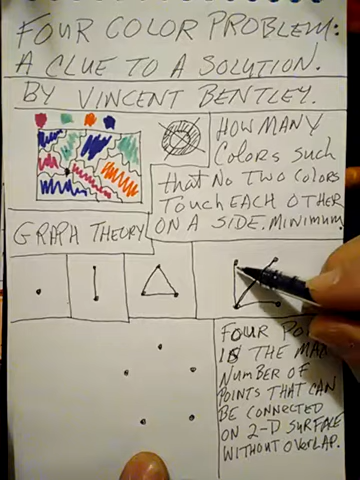 FOUR COLOR PROBLEM:
A CLUE TO A SOLUTION.
BY VINCENT BENTLEY.
HOW MANY
Colors such
that No Two Colors
Touch EACH OTHER
ON A SIDE. Minimum
GRAPH THEORY
FOUR
IS THE
NUMBER OF
POINTS THAT CAN
BE CONNECTED
ON 2-D SURFACE
WITHOUT OVERLAP.